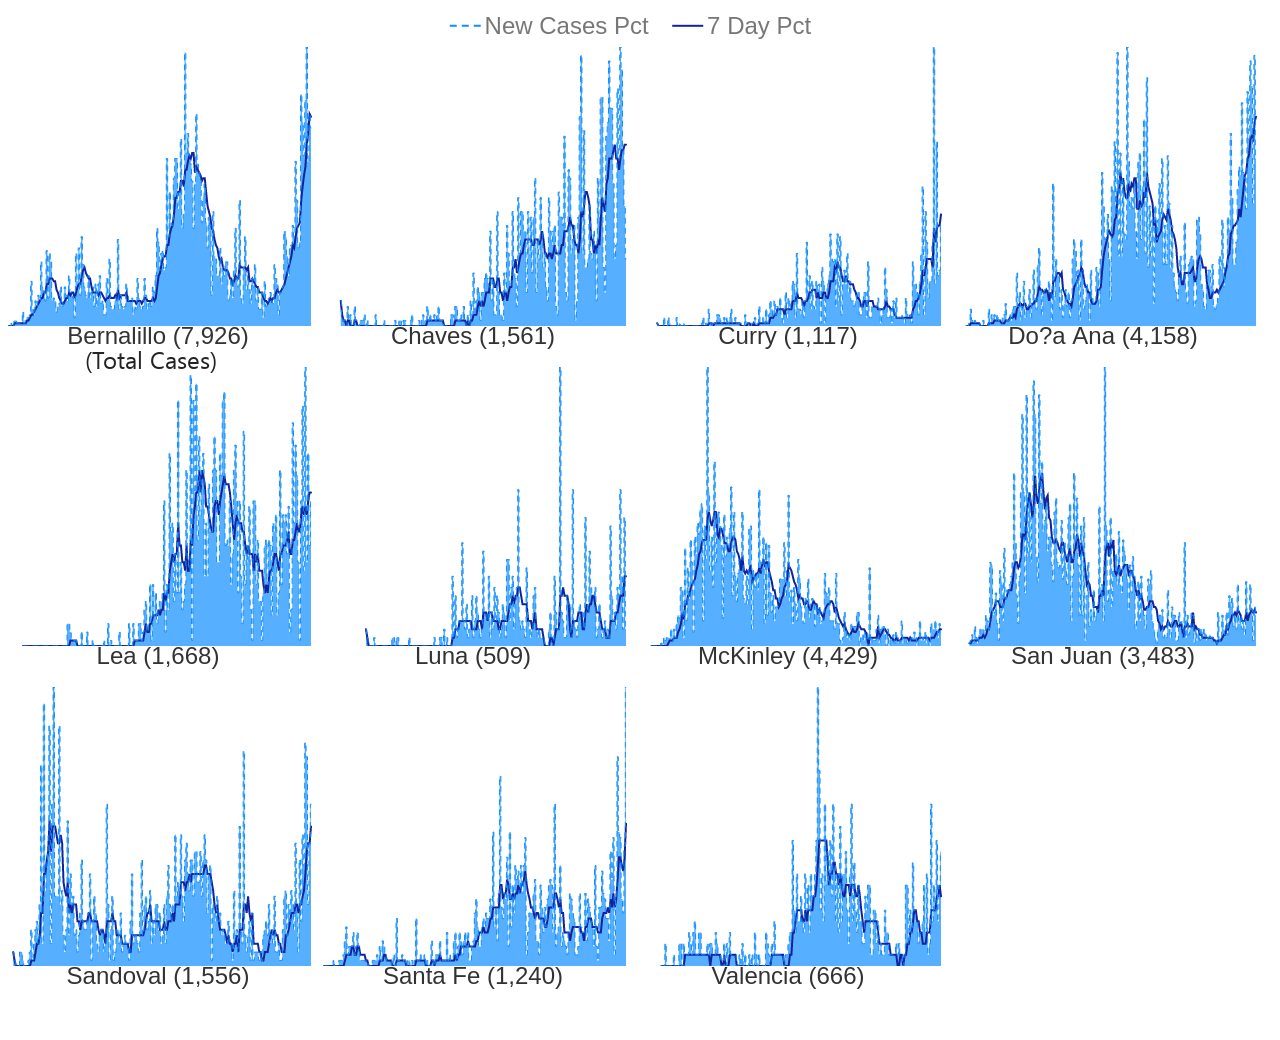 New Cases Pct 7 Day Pct
Bernalillo (7,926) Chaves (1,561) Curry (1,117) Do?a Ana (4,158)
(Total Cases)
Lea (1,668) Luna (509) McKinley (4,429) San Juan (3,483)
Sandoval (1,556) Santa Fe (1,240) Valencia (666)